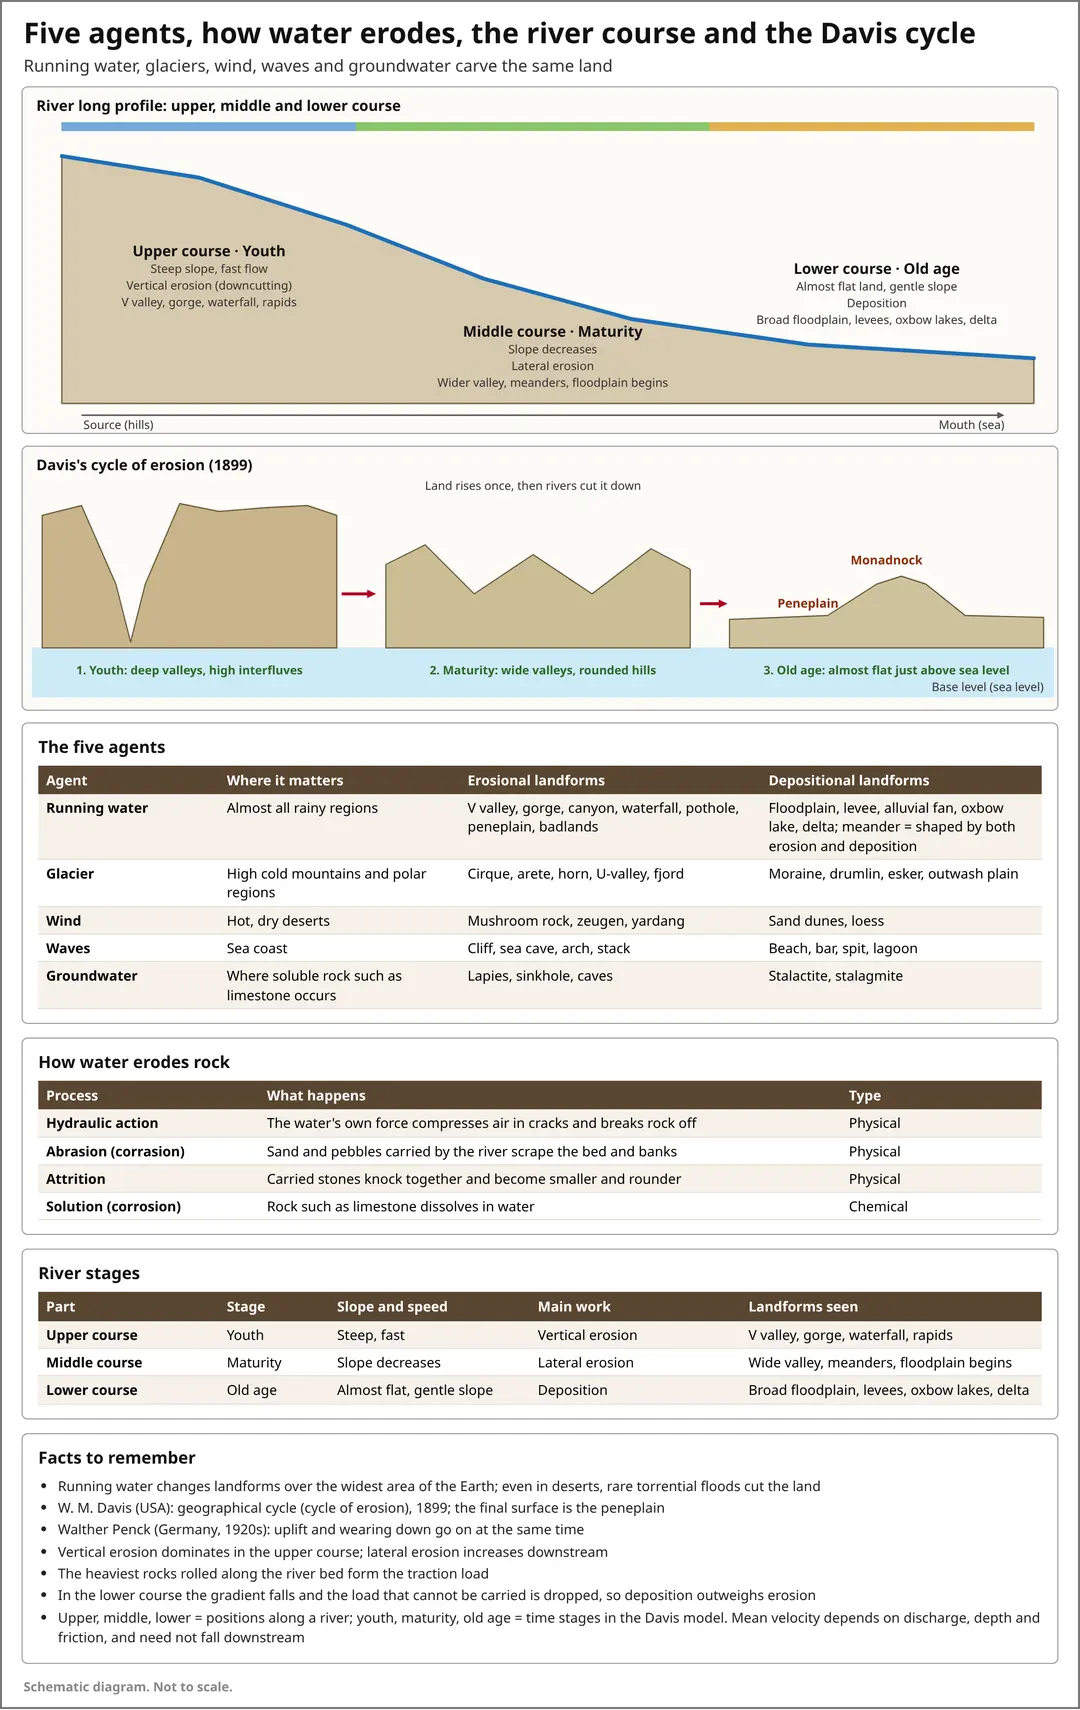 Five agents, how water erodes, the river course and the Davis cycle
Running water, glaciers, wind, waves and groundwater carve the same land
River long profile: upper, middle and lower course
Upper course · Youth
Steep slope, fast flow
Vertical erosion (downcutting)
V valley, gorge, waterfall, rapids
Middle course · Maturity
Slope decreases
Lateral erosion
Wider valley, meanders, floodplain begins
Lower course · Old age
Almost flat land, gentle slope
Deposition
Broad floodplain, levees, oxbow lakes, delta
Source (hills)
Mouth (sea)
Davis's cycle of erosion (1899)
Land rises once, then rivers cut it down
Monadnock
Peneplain
1. Youth: deep valleys, high interfluves
2. Maturity: wide valleys, rounded hills
3. Old age: almost flat just above sea level
Base level (sea level)
The five agents
Agent Where it matters Erosional landforms Depositional landforms
Running water Almost all rainy regions V valley, gorge, canyon, waterfall, pothole, Floodplain, levee, alluvial fan, oxbow
peneplain, badlands lake, delta; meander = shaped by both
erosion and deposition
Glacier High cold mountains and polar Cirque, arete, horn, U-valley, fjord Moraine, drumlin, esker, outwash plain
regions
Wind Hot, dry deserts Mushroom rock, zeugen, yardang Sand dunes, loess
Waves Sea coast Cliff, sea cave, arch, stack Beach, bar, spit, lagoon
Groundwater Where soluble rock such as Lapies, sinkhole, caves Stalactite, stalagmite
limestone occurs
How water erodes rock
Process What happens Type
Hydraulic action The water's own force compresses air in cracks and breaks rock off Physical
Abrasion (corrasion) Sand and pebbles carried by the river scrape the bed and banks Physical
Attrition Carried stones knock together and become smaller and rounder Physical
Solution (corrosion) Rock such as limestone dissolves in water Chemical
River stages
Part Stage Slope and speed Main work Landforms seen
Upper course Youth Steep, fast Vertical erosion V valley, gorge, waterfall, rapids
Middle course Maturity Slope decreases Lateral erosion Wide valley, meanders, floodplain begins
Lower course Old age Almost flat, gentle slope Deposition Broad floodplain, levees, oxbow lakes, delta
Facts to remember
• Running water changes landforms over the widest area of the Earth; even in deserts, rare torrential floods cut the land
• W. M. Davis (USA): geographical cycle (cycle of erosion), 1899; the final surface is the peneplain
• Walther Penck (Germany, 1920s): uplift and wearing down go on at the same time
• Vertical erosion dominates in the upper course; lateral erosion increases downstream
• The heaviest rocks rolled along the river bed form the traction load
• In the lower course the gradient falls and the load that cannot be carried is dropped, so deposition outweighs erosion
• Upper, middle, lower = positions along a river; youth, maturity, old age = time stages in the Davis model. Mean velocity depends on discharge, depth and
friction, and need not fall downstream
Schematic diagram. Not to scale.